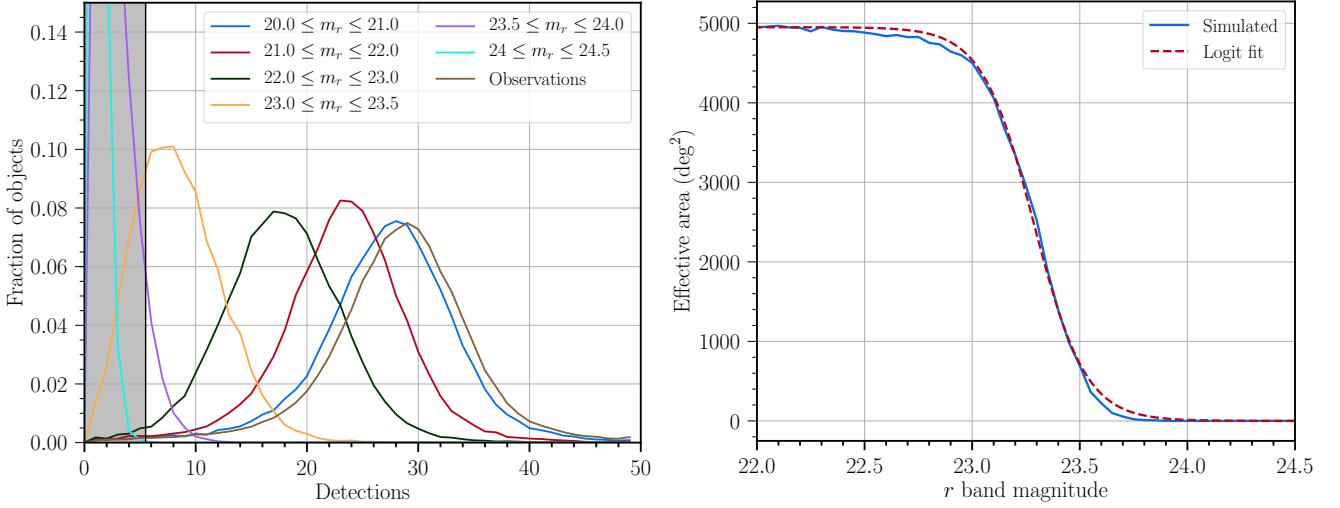 0.14
0.12
0.10
0.08
0.06
0.04
0.02
0.00
Fraction of objects
20.0 ≤ m_r ≤ 21.0
21.0 ≤ m_r ≤ 22.0
22.0 ≤ m_r ≤ 23.0
23.0 ≤ m_r ≤ 23.5
23.5 ≤ m_r ≤ 24.0
24 ≤ m_r ≤ 24.5
Observations
0 10 20 30 40 50
Detections
5000
4000
3000
2000
1000
0
Effective area (deg²)
Simulated
Logit fit
22.0 22.5 23.0 23.5 24.0 24.5
r band magnitude